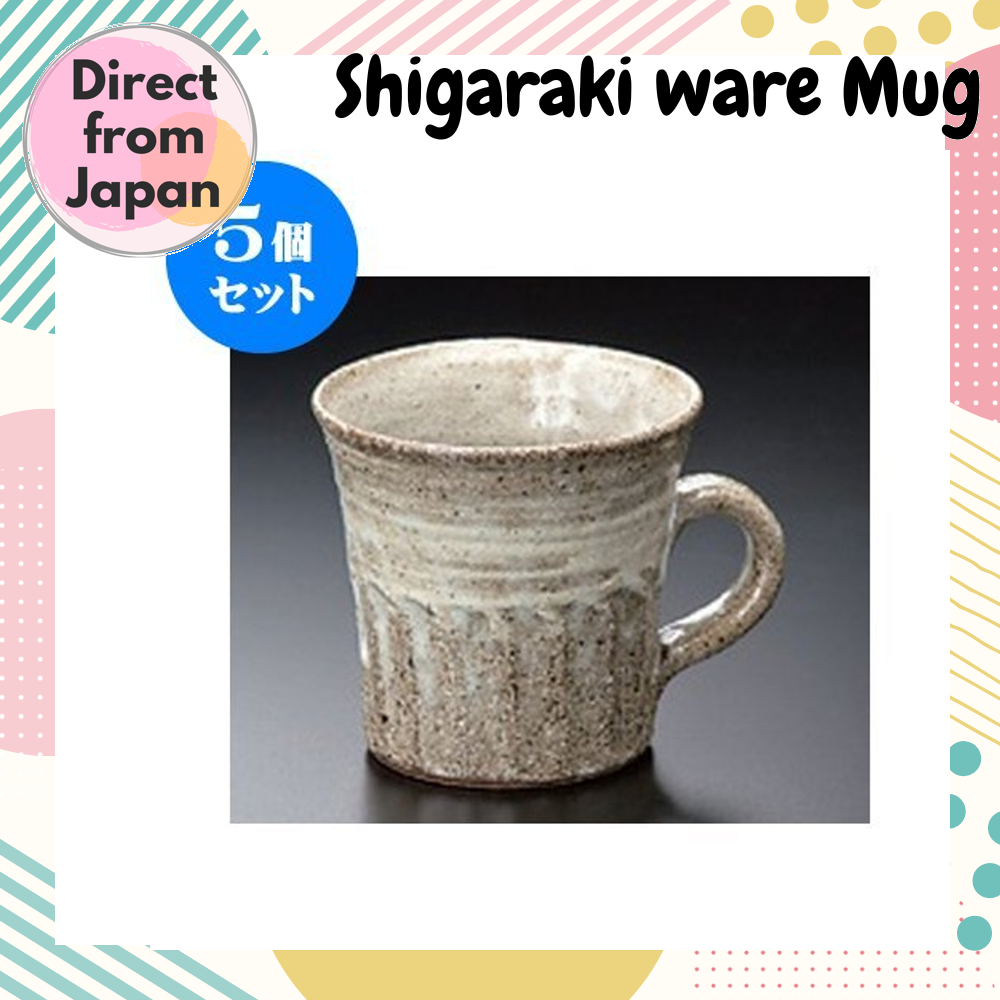 Direct
from
Japan
Shigaraki ware Mug
5個
セット